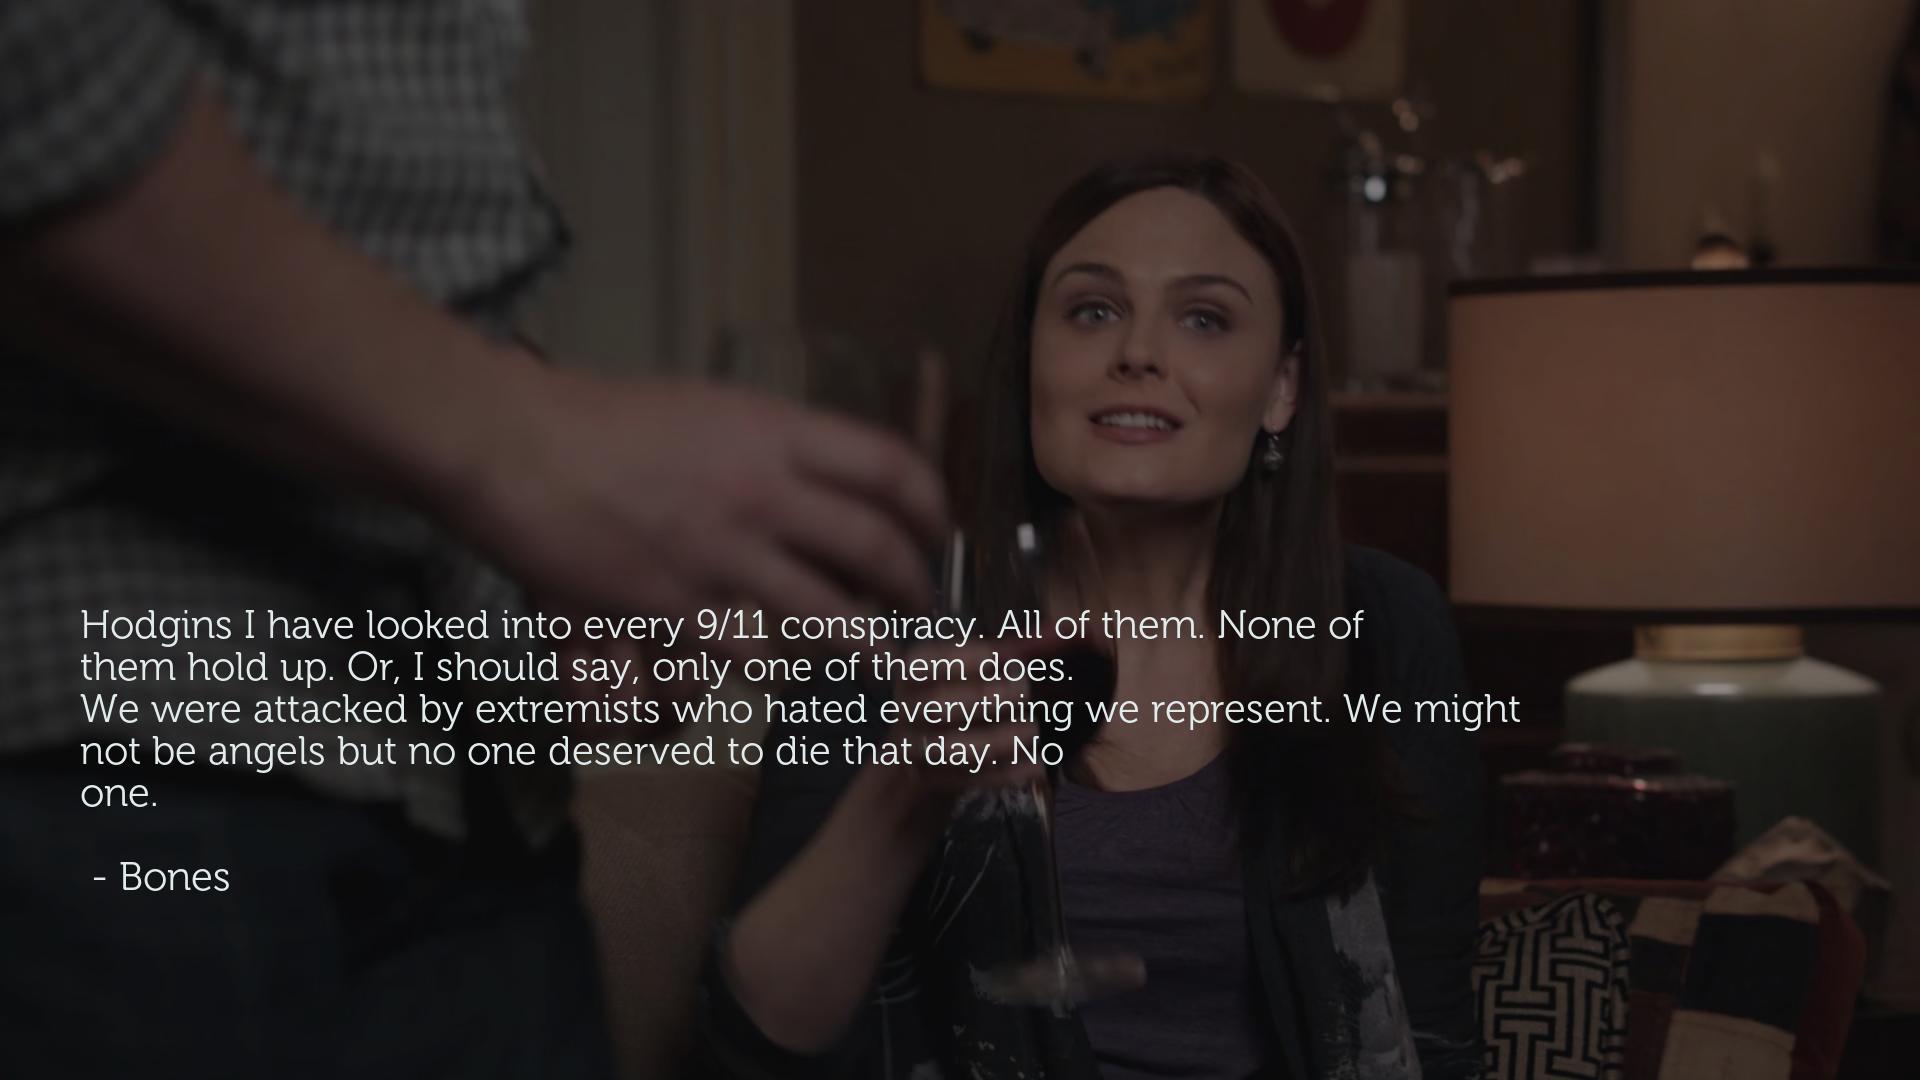 Hodgins I have looked into every 9/11 conspiracy. All of them. None of
them hold up. Or, I should say, only one of them does.
We were attacked by extremists who hated everything we represent. We might
not be angels but no one deserved to die that day. No
one.
- Bones